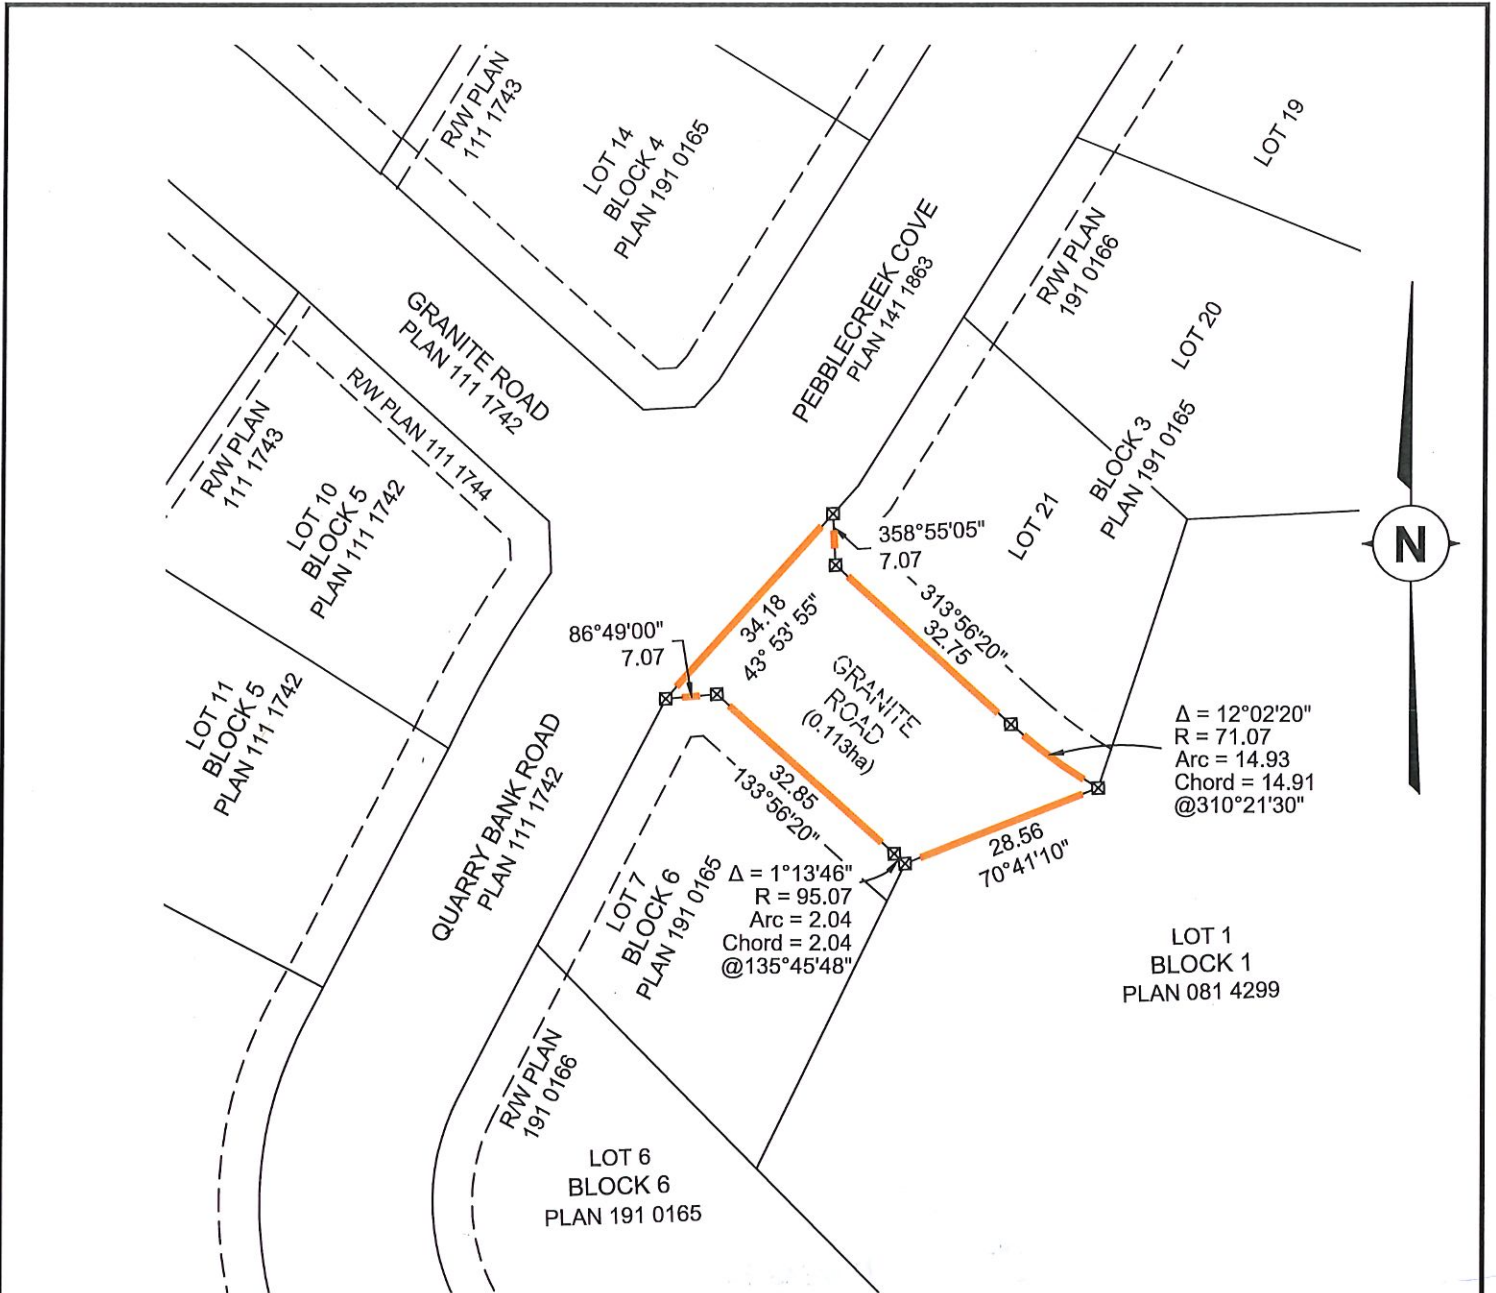 R/W PLAN
111 1743
LOT 14
BLOCK 4
PLAN 191 0165
LOT 19
PEBBLECREEK COVE
PLAN 141 1863
R/W PLAN
191 0166
LOT 20
GRANITE ROAD
PLAN 111 1742
R/W PLAN 111 1744
R/W PLAN
111 1743
LOT 10
BLOCK 5
PLAN 111 1742
BLOCK 3
PLAN 191 0165
LOT 21
N
358°55'05"
7.07
313°56'20"
32.75
34.18
43° 53' 55"
86°49'00"
7.07
GRANITE
ROAD
(0.113ha)
LOT 11
BLOCK 5
PLAN 111 1742
Δ = 12°02'20"
R = 71.07
Arc = 14.93
Chord = 14.91
@310°21'30"
QUARRY BANK ROAD
PLAN 111 1742
32.85
133°56'20"
28.56
70°41'10"
LOT 7
BLOCK 6
PLAN 191 0165
Δ = 1°13'46"
R = 95.07
Arc = 2.04
Chord = 2.04
@135°45'48"
LOT 1
BLOCK 1
PLAN 081 4299
R/W PLAN
191 0166
LOT 6
BLOCK 6
PLAN 191 0165